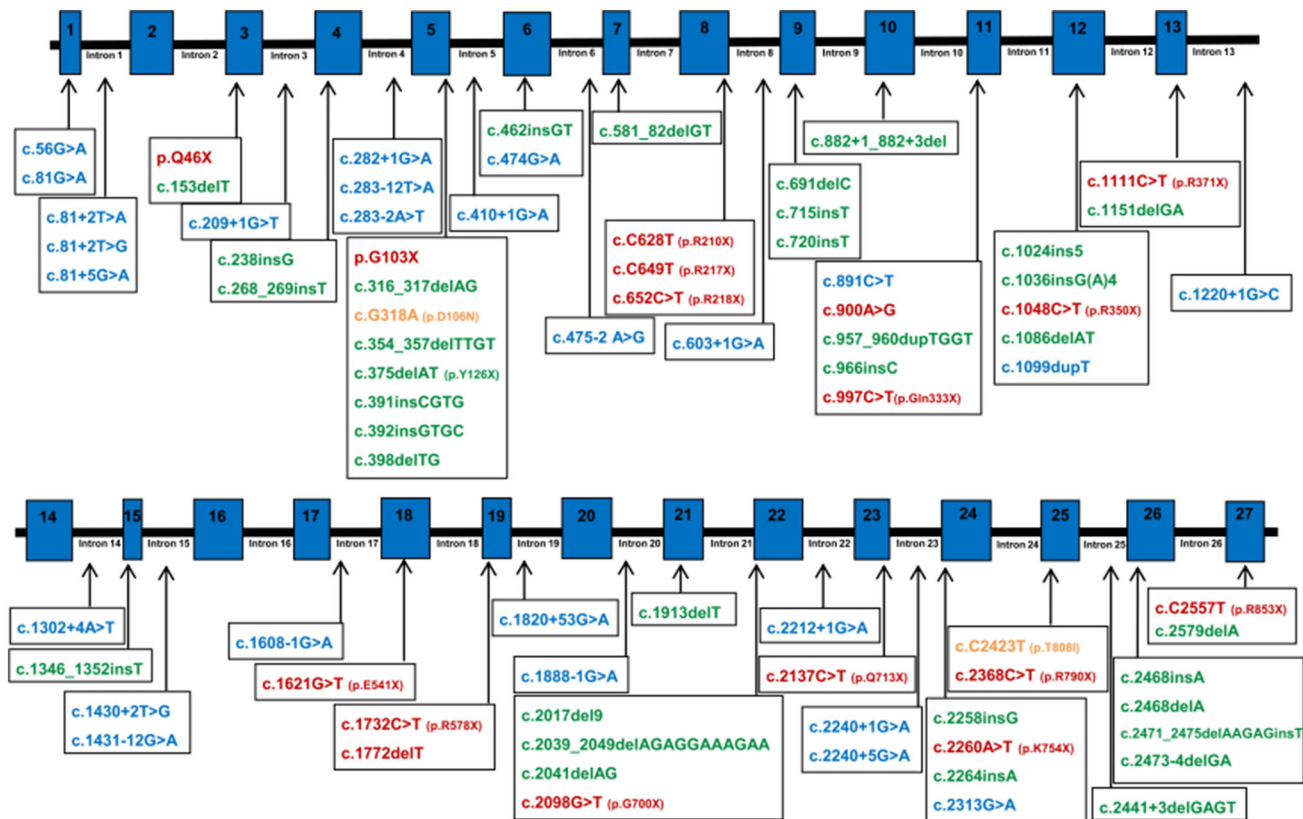 1
2
3
4
5
6
7
8
9
10
11
12
13
Intron 1
Intron 2
Intron 3
Intron 4
Intron 5
Intron 6
Intron 7
Intron 8
Intron 9
Intron 10
Intron 11
Intron 12
Intron 13
c.56G>A
c.81G>A
c.81+2T>A
c.81+2T>G
c.81+5G>A
p.Q46X
c.153delT
c.209+1G>T
c.238insG
c.268_269insT
c.282+1G>A
c.283-12T>A
c.283-2A>T
p.G103X
c.316_317delAG
c.G318A (p.D106N)
c.354_357delTTGT
c.375delAT (p.Y126X)
c.391insCGTG
c.392insGTGC
c.398delTG
c.410+1G>A
c.462insGT
c.474G>A
c.475-2 A>G
c.581_82delGT
c.C628T (p.R210X)
c.C649T (p.R217X)
c.652C>T (p.R218X)
c.603+1G>A
c.691delC
c.715insT
c.720insT
c.882+1_882+3del
c.891C>T
c.900A>G
c.957_960dupTGGT
c.966insC
c.997C>T(p.Gln333X)
c.1024ins5
c.1036insG(A)4
c.1048C>T (p.R350X)
c.1086delAT
c.1099dupT
c.1111C>T (p.R371X)
c.1151delGA
c.1220+1G>C
14
15
16
17
18
19
20
21
22
23
24
25
26
27
Intron 14
Intron 15
Intron 16
Intron 17
Intron 18
Intron 19
Intron 20
Intron 21
Intron 22
Intron 23
Intron 24
Intron 25
Intron 26
c.1302+4A>T
c.1346_1352insT
c.1430+2T>G
c.1431-12G>A
c.1608-1G>A
c.1621G>T (p.E541X)
c.1732C>T (p.R578X)
c.1772delT
c.1820+53G>A
c.1888-1G>A
c.2017del9
c.2039_2049delAGAGGAAAGAA
c.2041delAG
c.2098G>T (p.G700X)
c.1913delT
c.2212+1G>A
c.2137C>T (p.Q713X)
c.2240+1G>A
c.2240+5G>A
c.2258insG
c.2260A>T (p.K754X)
c.2264insA
c.2313G>A
c.C2423T (p.T808I)
c.2368C>T (p.R790X)
c.2441+3delGAGT
c.2468insA
c.2468delA
c.2471_2475delAAGAGinsT
c.2473-4delGA
c.C2557T (p.R853X)
c.2579delA